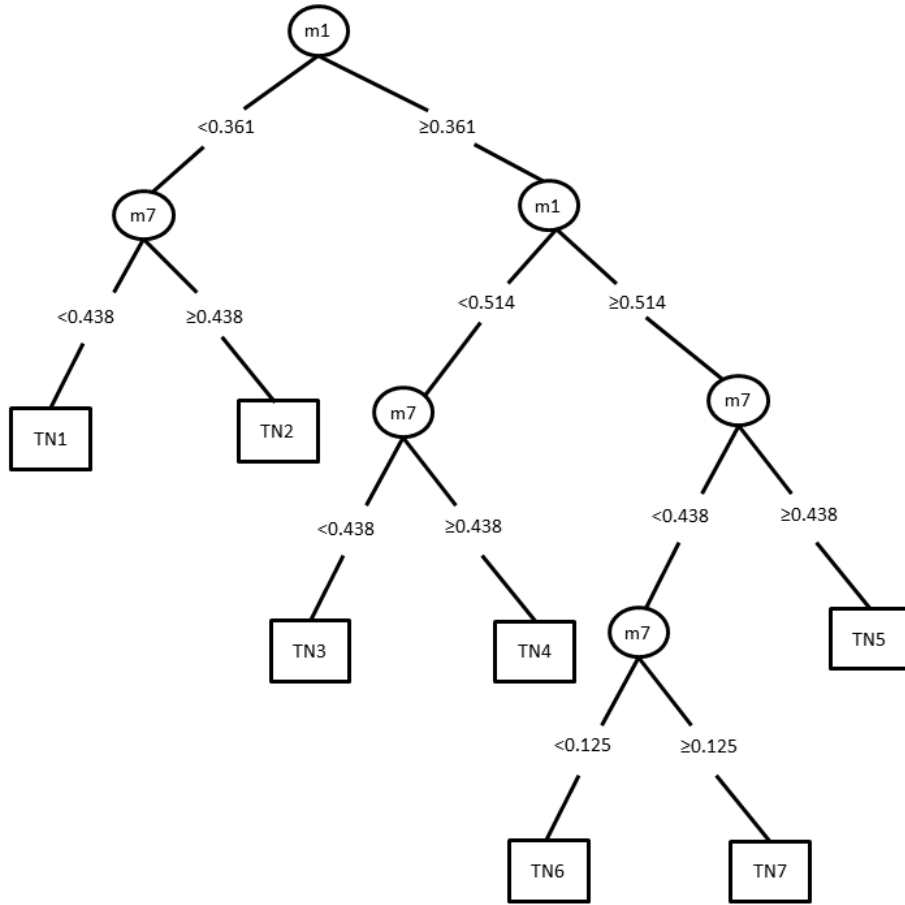 m1
<0.361
≥0.361
m7
m1
<0.438
≥0.438
<0.514
≥0.514
TN1
TN2
m7
m7
<0.438
≥0.438
<0.438
≥0.438
TN3
TN4
m7
TN5
<0.125
≥0.125
TN6
TN7